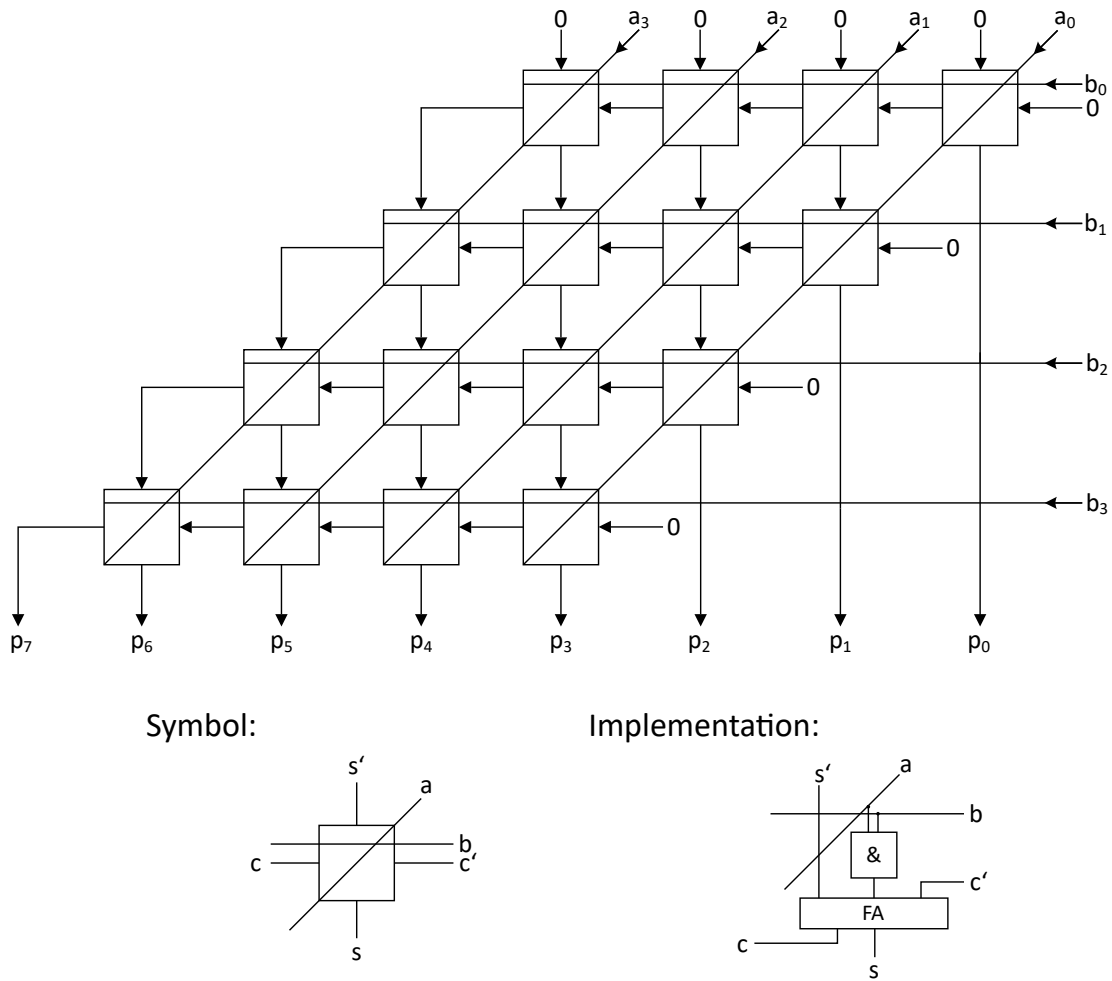 0 a₃ 0 a₂ 0 a₁ 0 a₀
b₀
0
b₁
0
b₂
0
b₃
0
p₇ p₆ p₅ p₄ p₃ p₂ p₁ p₀
Symbol: Implementation:
s‘
a
b
c c‘
s
s‘ a
b
&
c‘
FA
c
s